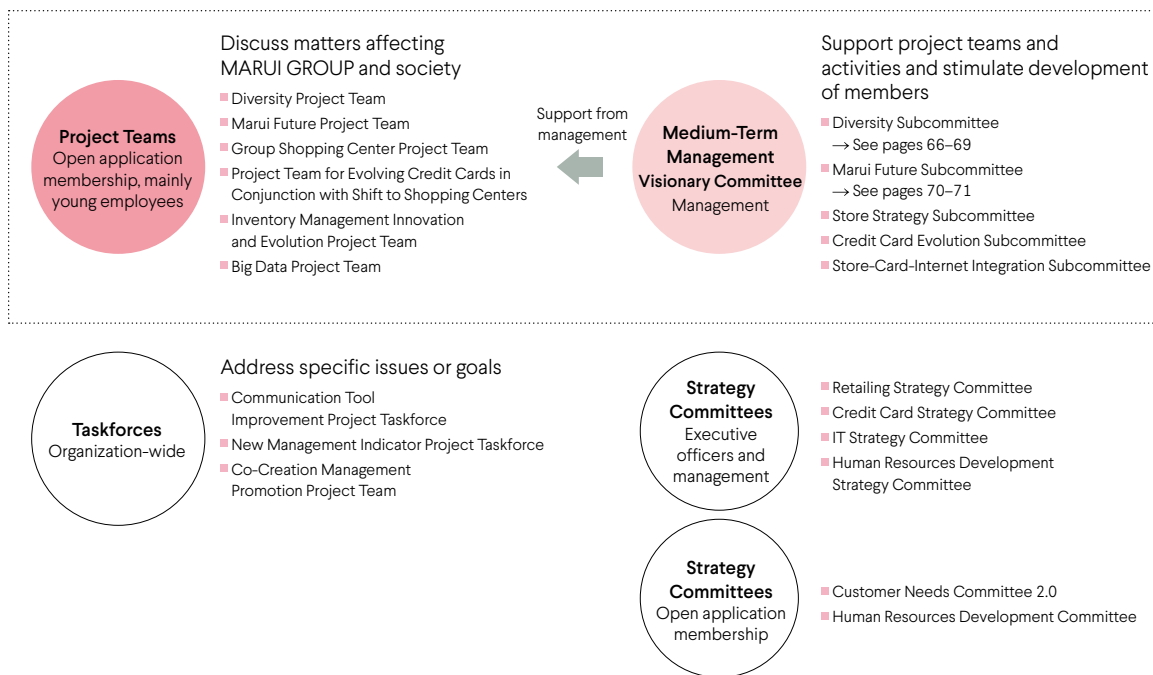 Project Teams
Open application
membership, mainly
young employees
Discuss matters affecting
MARUI GROUP and society
Diversity Project Team
Marui Future Project Team
Group Shopping Center Project Team
Project Team for Evolving Credit Cards in
Conjunction with Shift to Shopping Centers
Inventory Management Innovation
and Evolution Project Team
Big Data Project Team
Support from
management
Medium-Term
Management
Visionary Committee
Management
Support project teams and
activities and stimulate development
of members
Diversity Subcommittee
→ See pages 66–69
Marui Future Subcommittee
→ See pages 70–71
Store Strategy Subcommittee
Credit Card Evolution Subcommittee
Store-Card-Internet Integration Subcommittee
Taskforces
Organization-wide
Address specific issues or goals
Communication Tool
Improvement Project Taskforce
New Management Indicator Project Taskforce
Co-Creation Management
Promotion Project Team
Strategy
Committees
Executive
officers and
management
Retailing Strategy Committee
Credit Card Strategy Committee
IT Strategy Committee
Human Resources Development
Strategy Committee
Strategy
Committees
Open application
membership
Customer Needs Committee 2.0
Human Resources Development Committee